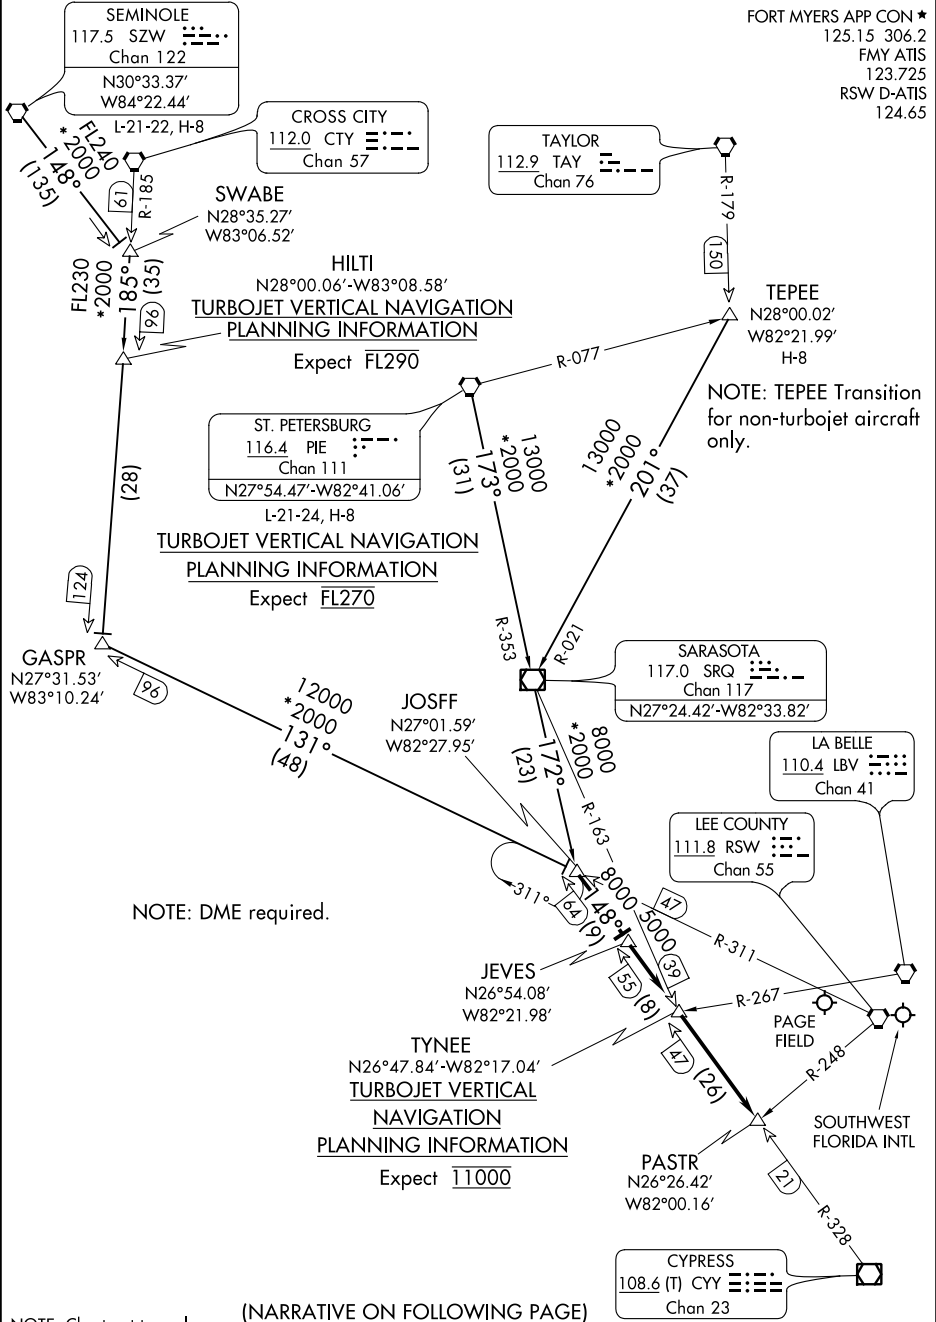 SEMINOLE
117.5 SZW
Chan 122
N30°33.37'
W84°22.44'
L-21-22, H-8
FORT MYERS APP CON ★
125.15 306.2
FMY ATIS
123.725
RSW D-ATIS
124.65
CROSS CITY
112.0 CTY
Chan 57
TAYLOR
112.9 TAY
Chan 76
FL240
*2000
148°
(135)
61
R-185
R-179
150
SWABE
N28°35.27'
W83°06.52'
FL230
*2000
185°
(35)
96
HILTI
N28°00.06'-W83°08.58'
TURBOJET VERTICAL NAVIGATION
PLANNING INFORMATION
Expect FL290
TEPEE
N28°00.02'
W82°21.99'
H-8
R-077
NOTE: TEPEE Transition
for non-turbojet aircraft
only.
ST. PETERSBURG
116.4 PIE
Chan 111
N27°54.47'-W82°41.06'
L-21-24, H-8
TURBOJET VERTICAL NAVIGATION
PLANNING INFORMATION
Expect FL270
13000
*2000
173°
(31)
13000
*2000
201°
(37)
(28)
124
R-353
R-021
GASPR
N27°31.53'
W83°10.24'
96
12000
*2000
131°
(48)
SARASOTA
117.0 SRQ
Chan 117
N27°24.42'-W82°33.82'
JOSFF
N27°01.59'
W82°27.95'
172°
(23)
8000
*2000
R-163
LA BELLE
110.4 LBV
Chan 41
LEE COUNTY
111.8 RSW
Chan 55
311°
64
8000
148°
(9)
5000
47
R-311
39
NOTE: DME required.
JEVES
N26°54.08'
W82°21.98'
55
(8)
R-267
PAGE
FIELD
TYNEE
N26°47.84'-W82°17.04'
TURBOJET VERTICAL
NAVIGATION
PLANNING INFORMATION
Expect 11000
47
(26)
R-248
SOUTHWEST
FLORIDA INTL
PASTR
N26°26.42'
W82°00.16'
21
R-328
CYPRESS
108.6 (T) CYY
Chan 23
(NARRATIVE ON FOLLOWING PAGE)